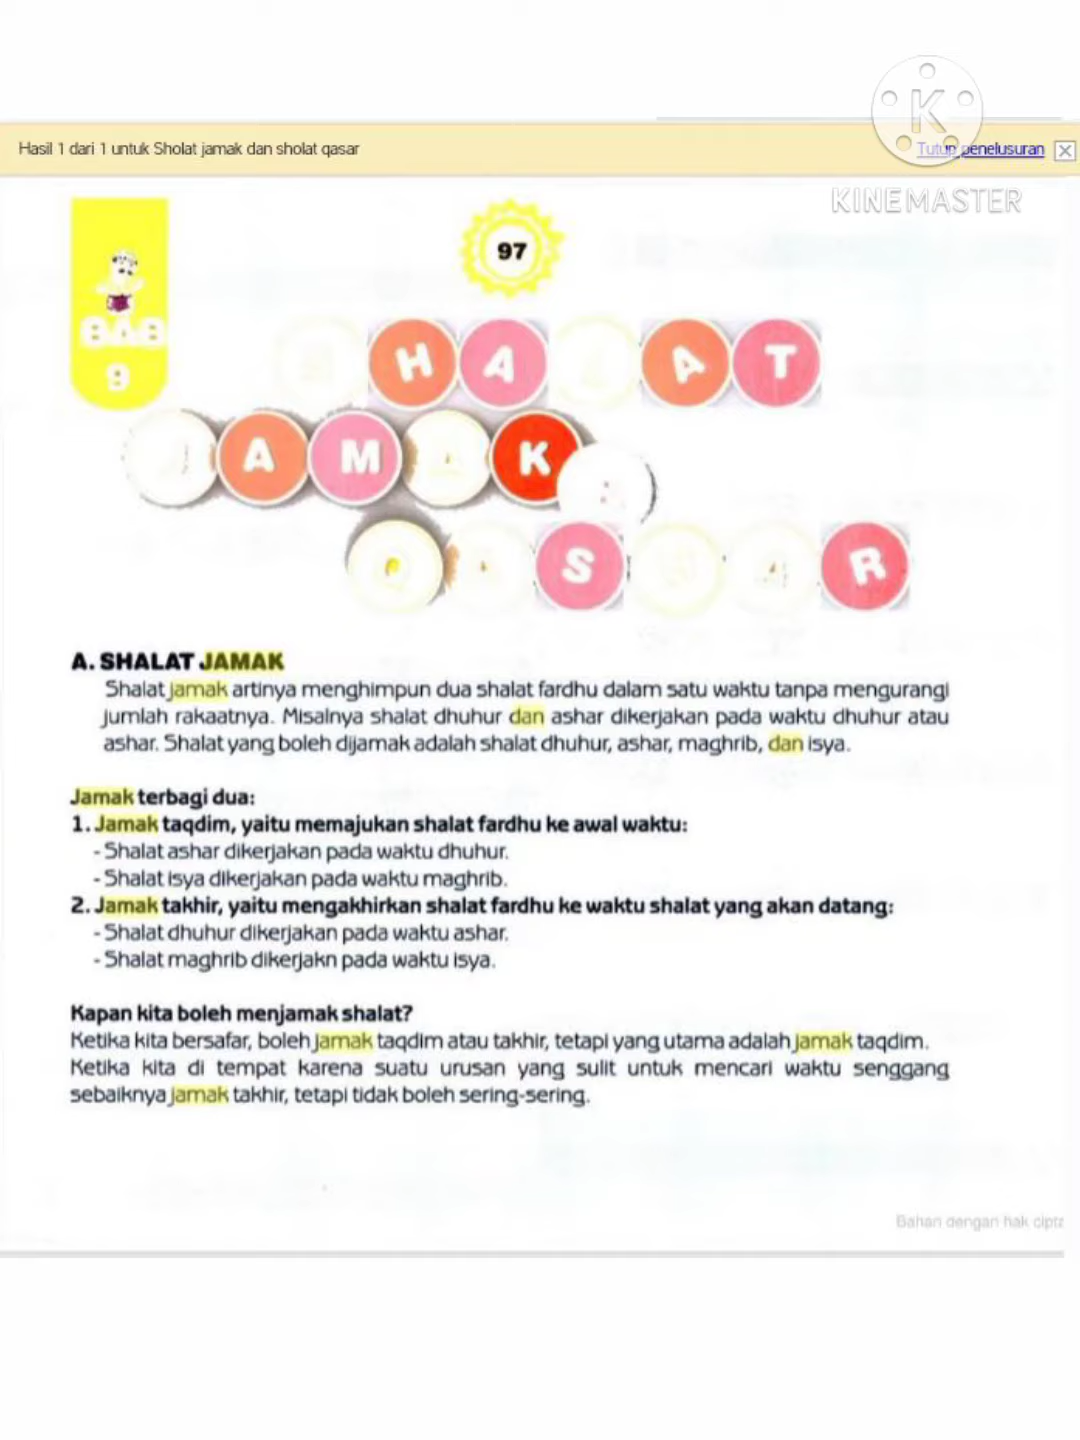 Hasil 1 dari 1 untuk Sholat jamak dan sholat qasar
Tutup penelusuran
K
KINEMASTER
97
BAB
9
SHALAT
JAMAK &
QASHAR
A. SHALAT JAMAK
Shalat jamak artinya menghimpun dua shalat fardhu dalam satu waktu tanpa mengurangi
jumlah rakaatnya. Misalnya shalat dhuhur dan ashar dikerjakan pada waktu dhuhur atau
ashar. Shalat yang boleh dijamak adalah shalat dhuhur, ashar, maghrib, dan isya.
Jamak terbagi dua:
1. Jamak taqdim, yaitu memajukan shalat fardhu ke awal waktu:
- Shalat ashar dikerjakan pada waktu dhuhur.
- Shalat isya dikerjakan pada waktu maghrib.
2. Jamak takhir, yaitu mengakhirkan shalat fardhu ke waktu shalat yang akan datang:
- Shalat dhuhur dikerjakan pada waktu ashar.
- Shalat maghrib dikerjakn pada waktu isya.
Kapan kita boleh menjamak shalat?
Ketika kita bersafar, boleh jamak taqdim atau takhir, tetapi yang utama adalah jamak taqdim.
Ketika kita di tempat karena suatu urusan yang sulit untuk mencari waktu senggang
sebaiknya jamak takhir, tetapi tidak boleh sering-sering.
Bahan dengan hak cipta